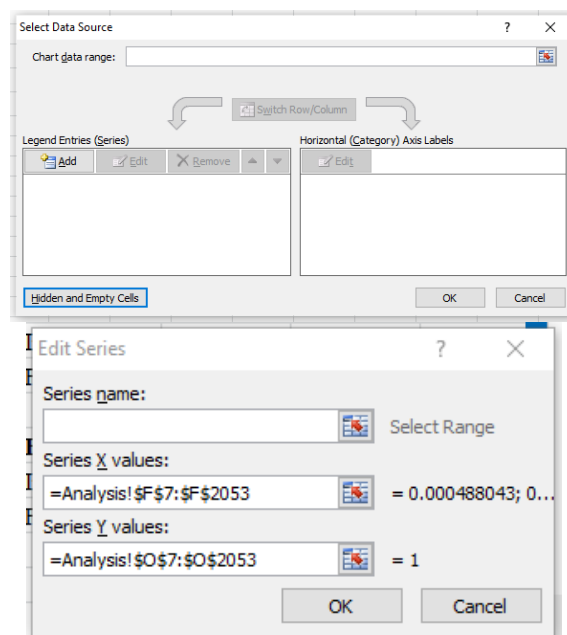 Select Data Source ?
Chart data range:
Switch Row/Column
Legend Entries (Series) Horizontal (Category) Axis Labels
Add Edit Remove Edit
Hidden and Empty Cells OK Cancel
Edit Series ?
Series name:
Select Range
Series X values:
=Analysis!$F$7:$F$2053 = 0.000488043; 0...
Series Y values:
=Analysis!$O$7:$O$2053 = 1
OK Cancel